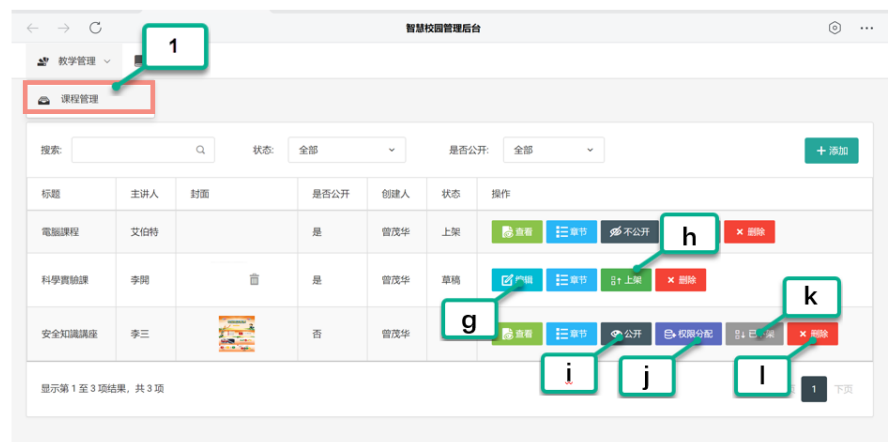 智慧校园管理后台
1
教学管理
课程管理
搜索: 状态: 全部 是否公开: 全部 + 添加
标题 主讲人 封面 是否公开 创建人 状态 操作
電腦課程 艾伯特 是 曾茂华 上架 查看 章节 不公开 × 删除
h
科學實驗課 李開 是 曾茂华 草稿 编辑 章节 上架 × 删除
k
g
安全知識講座 李三 否 曾茂华 查看 章节 公开 权限分配 × 删除
i j l
显示第 1 至 3 项结果，共 3 项 1 下页